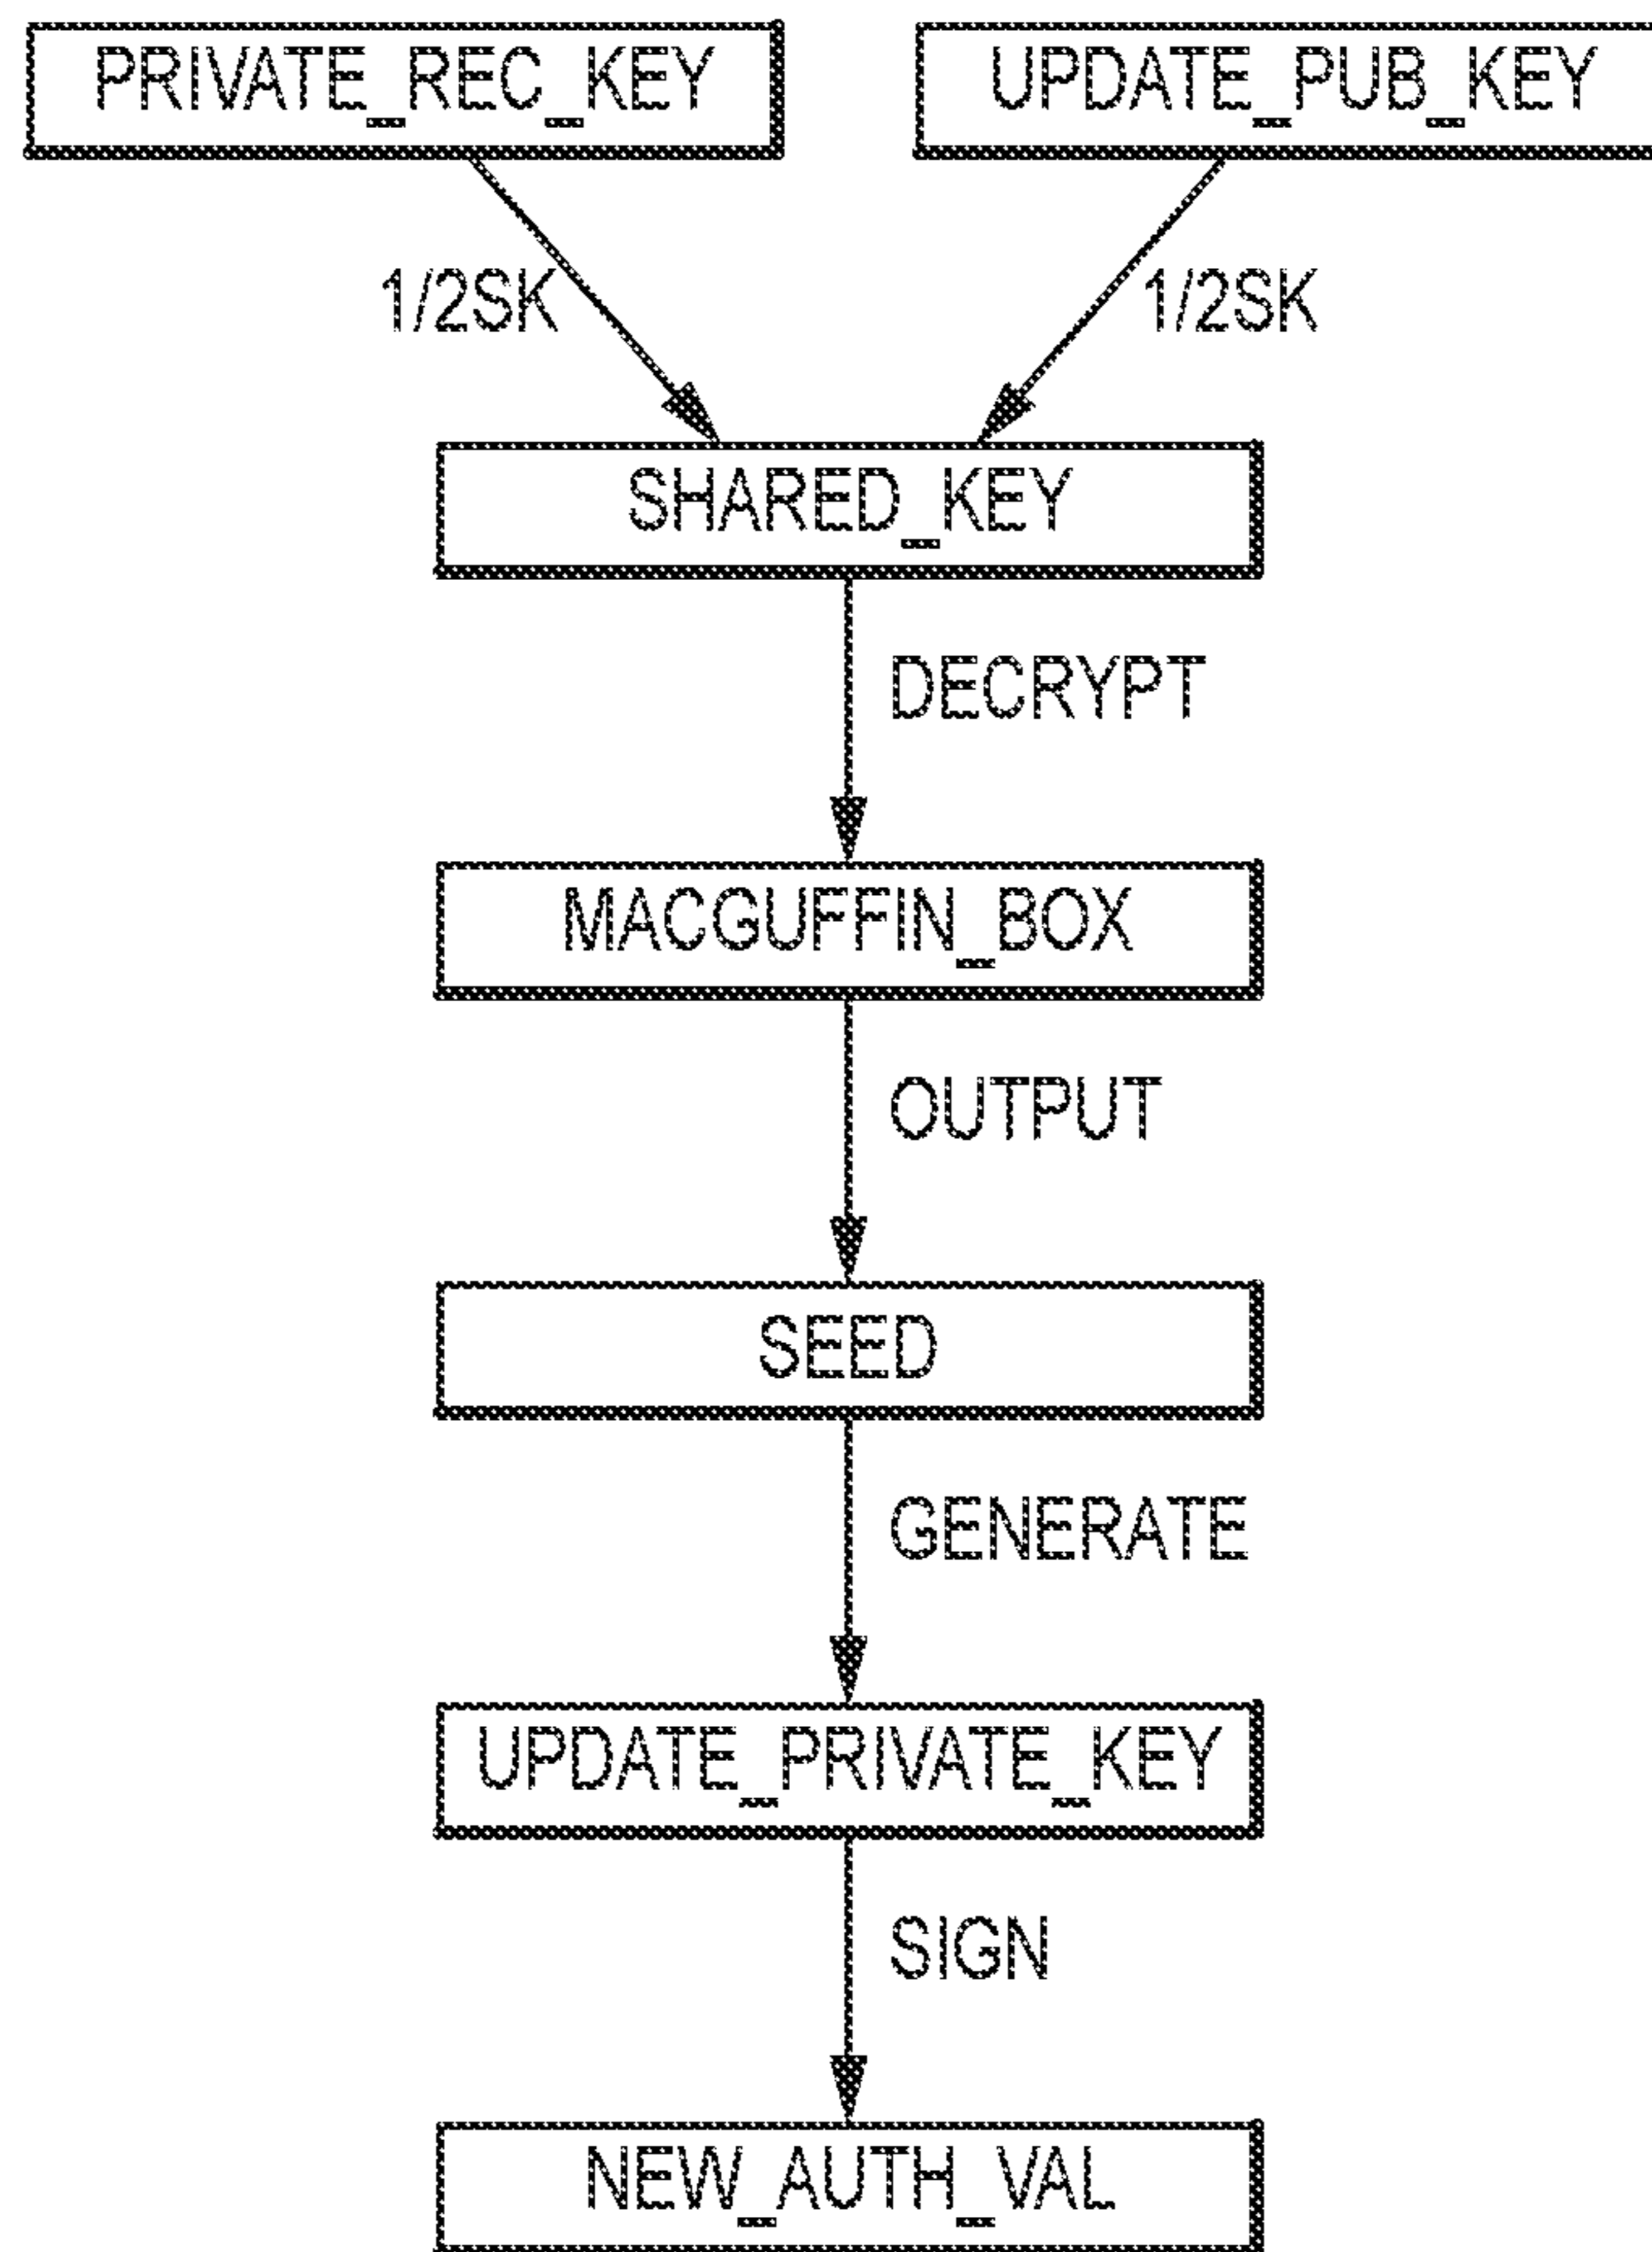 PRIVATE_REC_KEY
UPDATE_PUB_KEY
1/2SK
1/2SK
SHARED_KEY
DECRYPT
MACGUFFIN_BOX
OUTPUT
SEED
GENERATE
UPDATE_PRIVATE_KEY
SIGN
NEW_AUTH_VAL